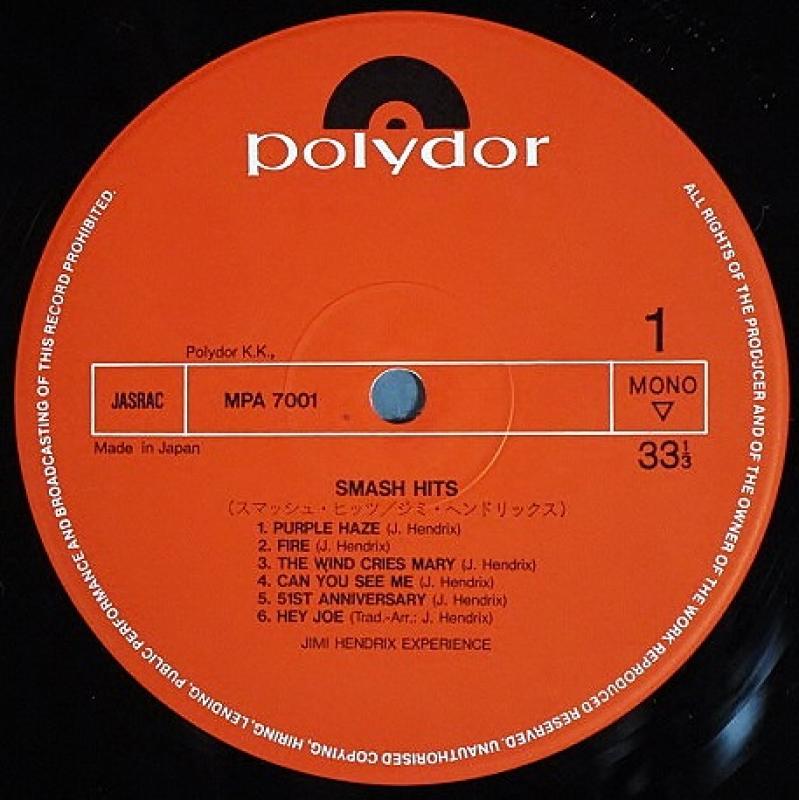 polydor
ALL RIGHTS OF THE PRODUCER AND OF THE OWNER OF THE WORK REPRODUCED RESERVED. UNAUTHORISED COPYING, HIRING, LENDING, PUBLIC PERFORMANCE AND BROADCASTING OF THIS RECORD PROHIBITED.
1
Polydor K.K.,
JASRAC
MPA 7001
MONO
▽
Made in Japan
33⅓
SMASH HITS
(スマッシュ・ヒッツ/ジミ・ヘンドリックス)
1. PURPLE HAZE (J. Hendrix)
2. FIRE (J. Hendrix)
3. THE WIND CRIES MARY (J. Hendrix)
4. CAN YOU SEE ME (J. Hendrix)
5. 51ST ANNIVERSARY (J. Hendrix)
6. HEY JOE (Trad.-Arr.: J. Hendrix)
JIMI HENDRIX EXPERIENCE